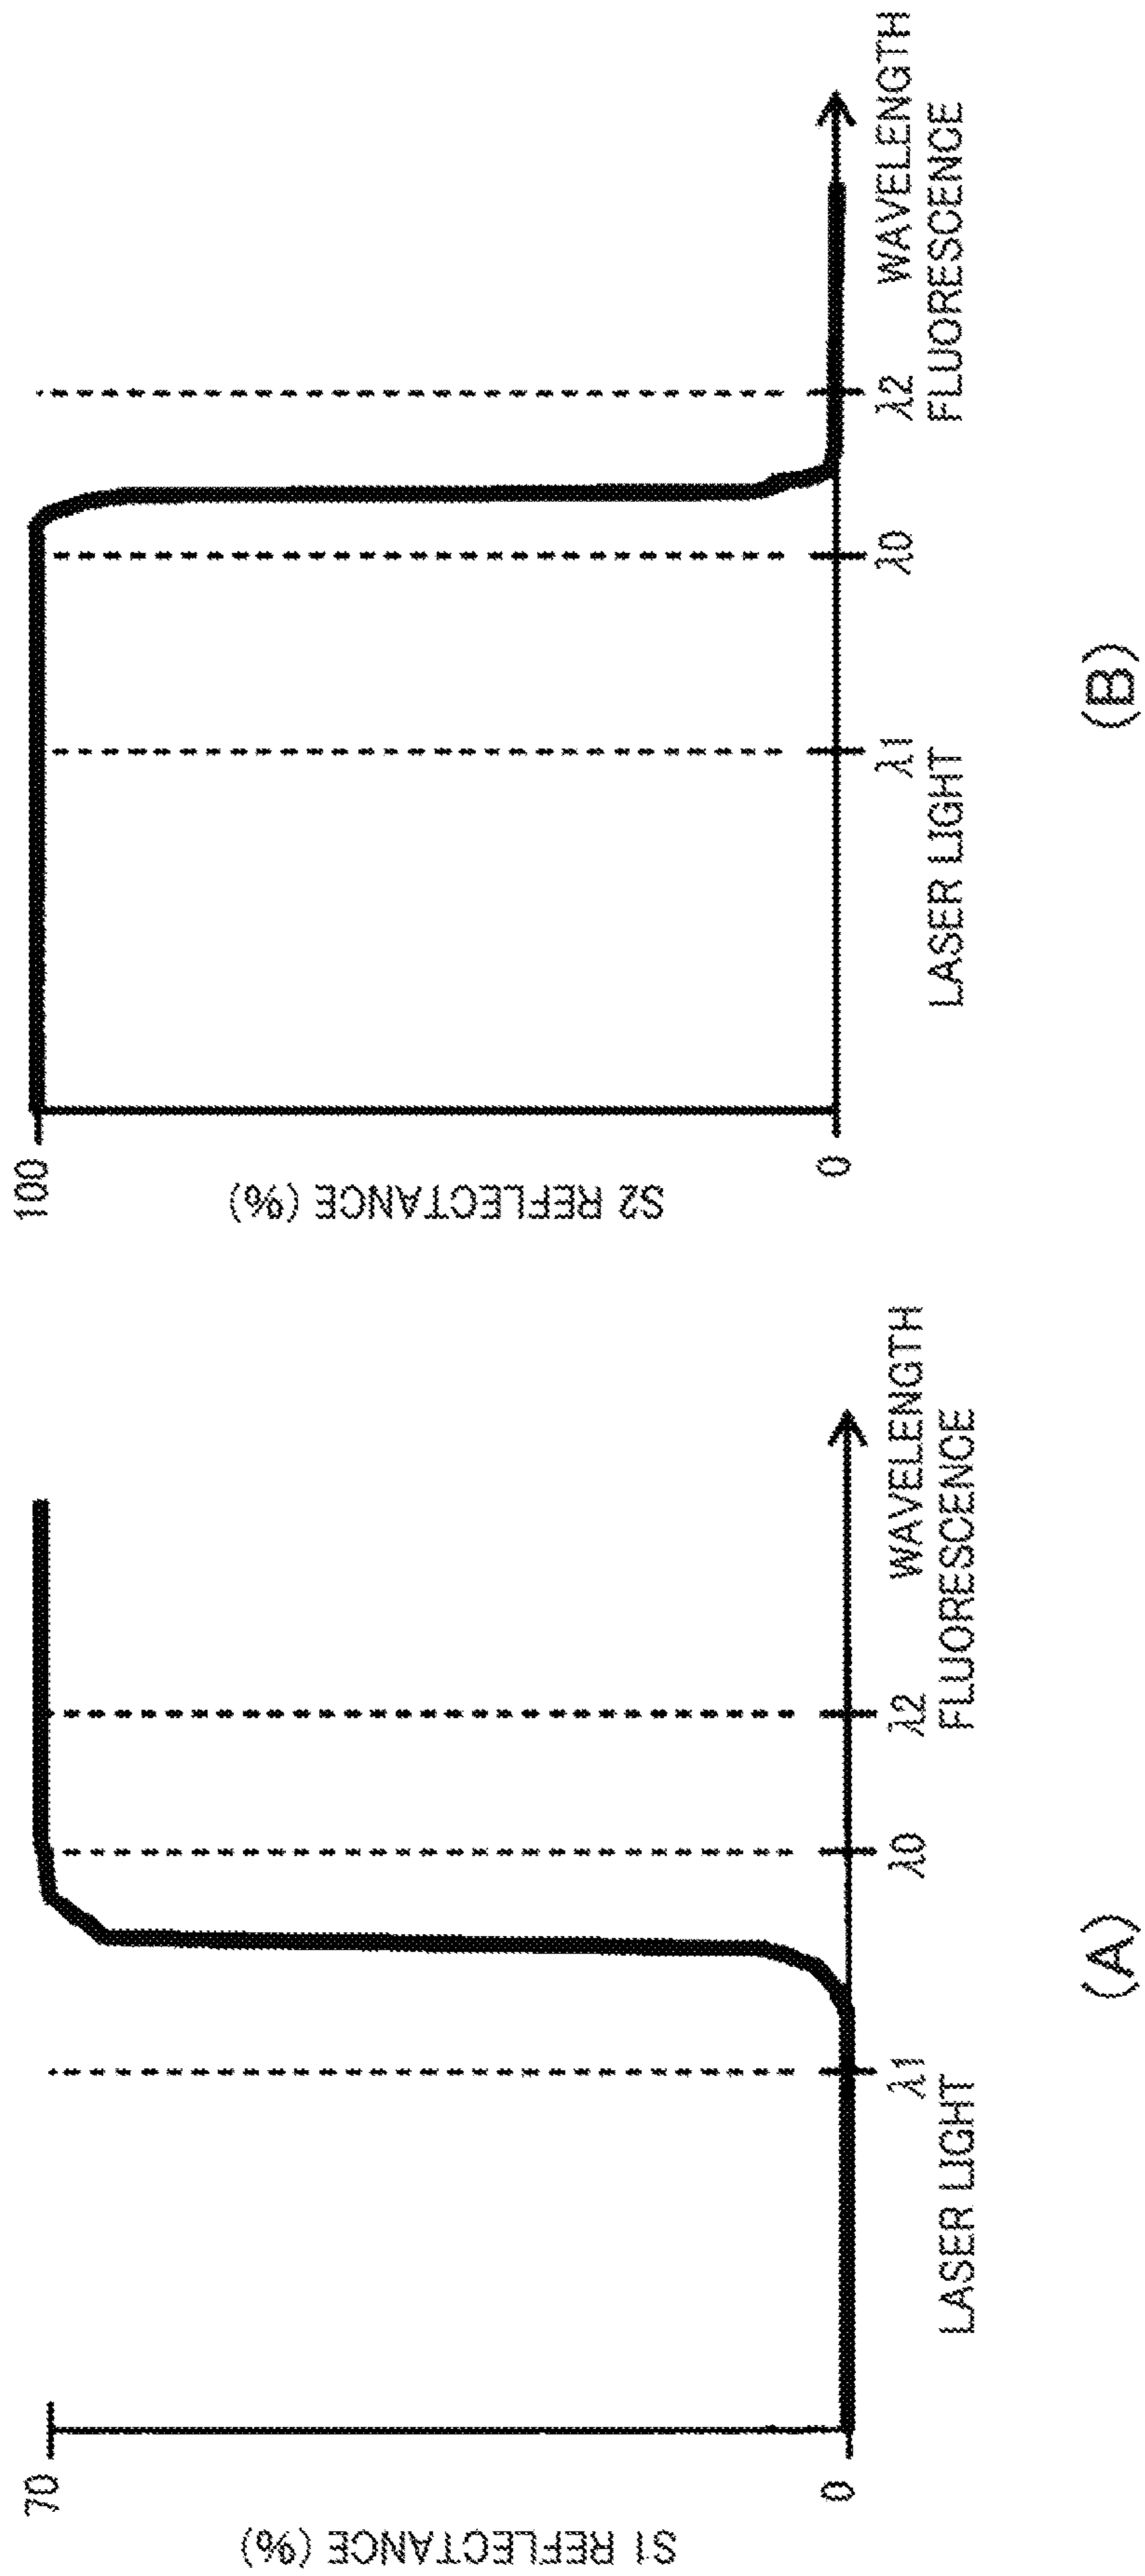 70
0
S1 REFLECTANCE (%)
λ1
λ0
λ2
WAVELENGTH
LASER LIGHT
FLUORESCENCE
(A)
100
0
S2 REFLECTANCE (%)
λ1
λ0
λ2
WAVELENGTH
LASER LIGHT
FLUORESCENCE
(B)